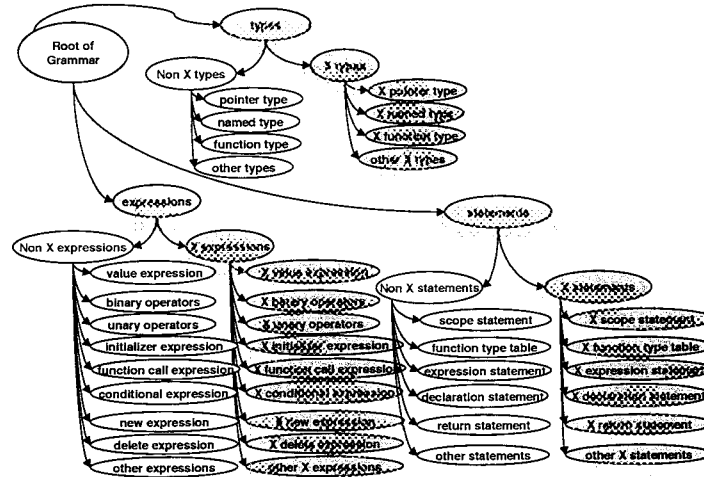 Root of
Grammar
types
Non X types
X types
pointer type
named type
function type
other types
X pointer type
X named type
X function type
other X types
expressions
Non X expressions
X expressions
value expression
binary operators
unary operators
initializer expression
function call expression
conditional expression
new expression
delete expression
other expressions
X value expression
X binary operators
X unary operators
X initializer expression
X function call expression
X conditional expression
X new expression
X delete expression
other X expressions
statements
Non X statements
X statements
scope statement
function type table
expression statement
declaration statement
return statement
other statements
X scope statement
X function type table
X expression statement
X declaration statement
X return statement
other X statements